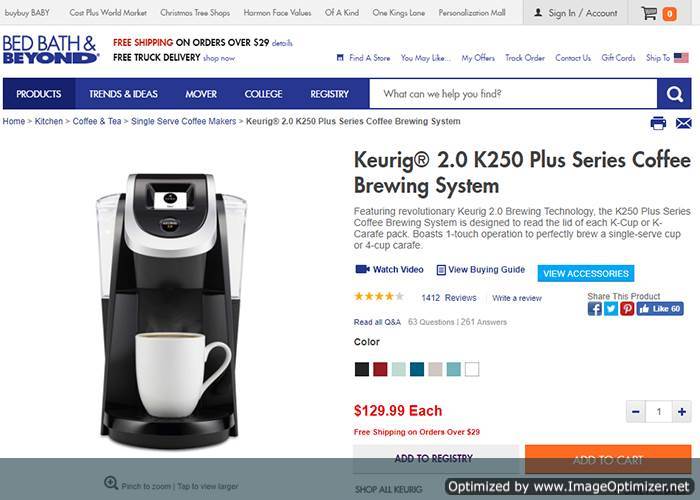 buybuy BABY Cost Plus World Market Christmas Tree Shops Harmon Face Values Of A Kind One Kings Lane Personalization Mall Sign In / Account 0
BED BATH &
BEYOND
FREE SHIPPING ON ORDERS OVER $29 details
FREE TRUCK DELIVERY shop now
Find A Store You May Like... My Offers Track Order Contact Us Gift Cards Ship To
PRODUCTS TRENDS & IDEAS MOVER COLLEGE REGISTRY What can we help you find?
Home > Kitchen > Coffee & Tea > Single Serve Coffee Makers > Keurig® 2.0 K250 Plus Series Coffee Brewing System
Keurig® 2.0 K250 Plus Series Coffee
Brewing System
Featuring revolutionary Keurig 2.0 Brewing Technology, the K250 Plus Series
Coffee Brewing System is designed to read the lid of each K-Cup or K-
Carafe pack. Boasts 1-touch operation to perfectly brew a single-serve cup
or 4-cup carafe.
Watch Video View Buying Guide VIEW ACCESSORIES
1412 Reviews Write a review
Share This Product
Like 60
Read all Q&A 63 Questions | 261 Answers
Color
$129.99 Each
- 1 +
Free Shipping on Orders Over $29
ADD TO REGISTRY ADD TO CART
Pinch to zoom | Tap to view larger
SHOP ALL KEURIG
Optimized by www.ImageOptimizer.net